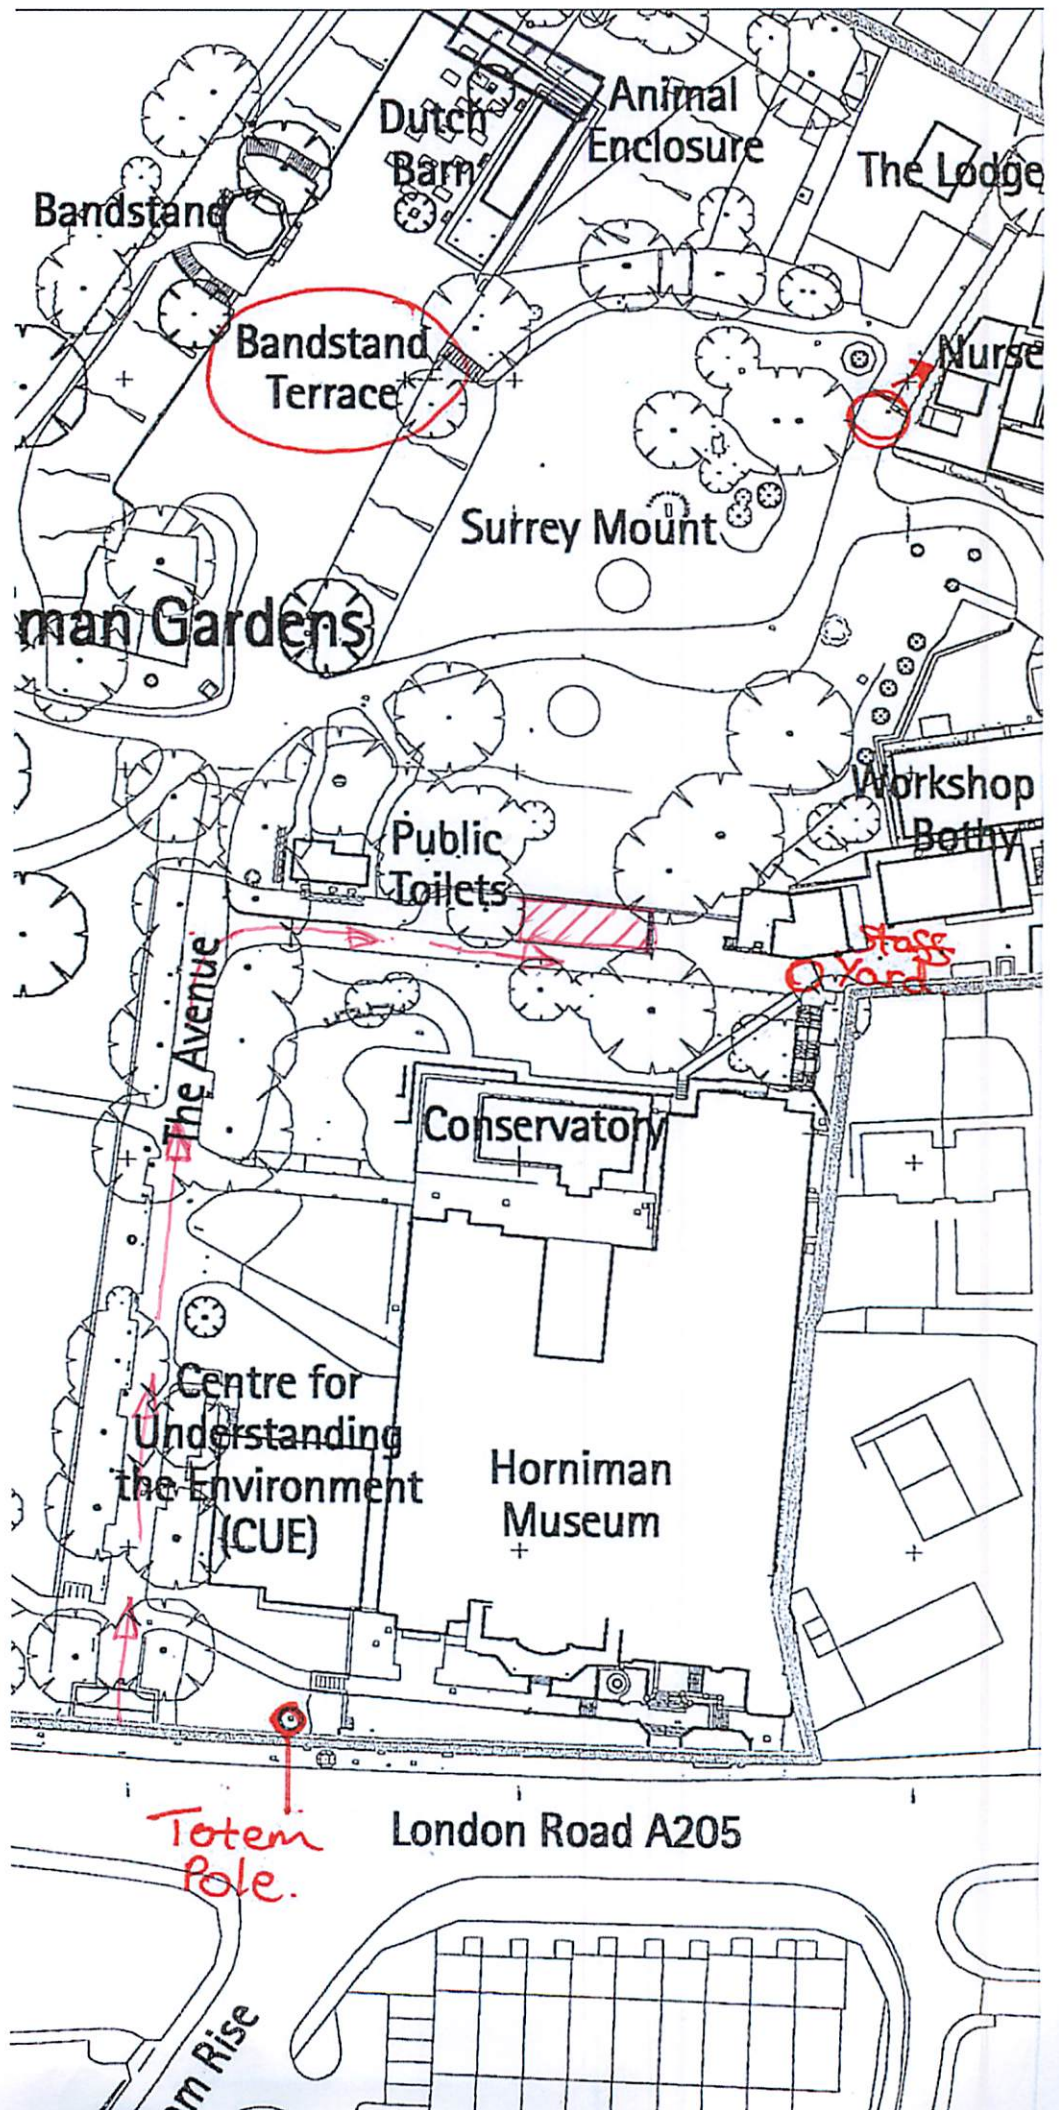 Dutch
Barn
Animal
Enclosure
The Lodge
Bandstand
Bandstand
Terrace
Nurse
Surrey Mount
man Gardens
Workshop
Bothy
Public
Toilets
Staff
Yard
The Avenue
Conservatory
Centre for
Understanding
the Environment
(CUE)
Horniman
Museum
Totem
Pole.
London Road A205
am Rise